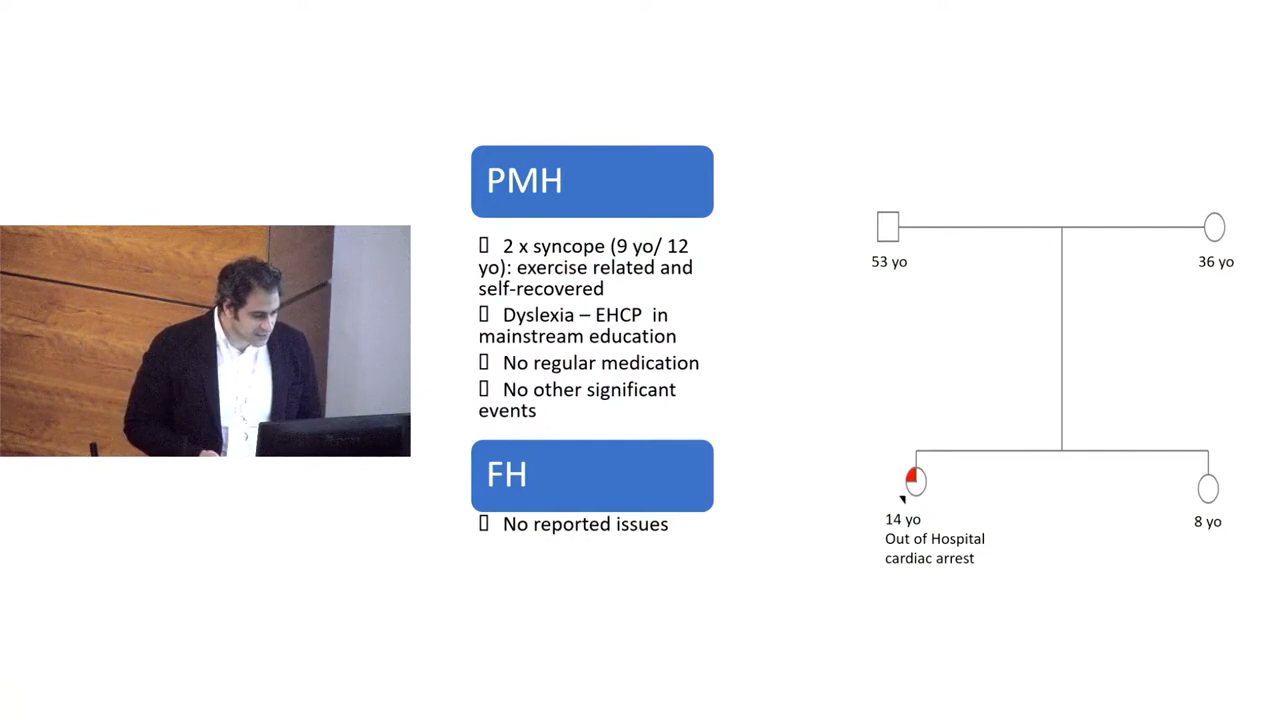 PMH
▯ 2 x syncope (9 yo/ 12
yo): exercise related and
self-recovered
▯ Dyslexia – EHCP in
mainstream education
▯ No regular medication
▯ No other significant
events
FH
▯ No reported issues
53 yo
36 yo
14 yo
Out of Hospital
cardiac arrest
8 yo